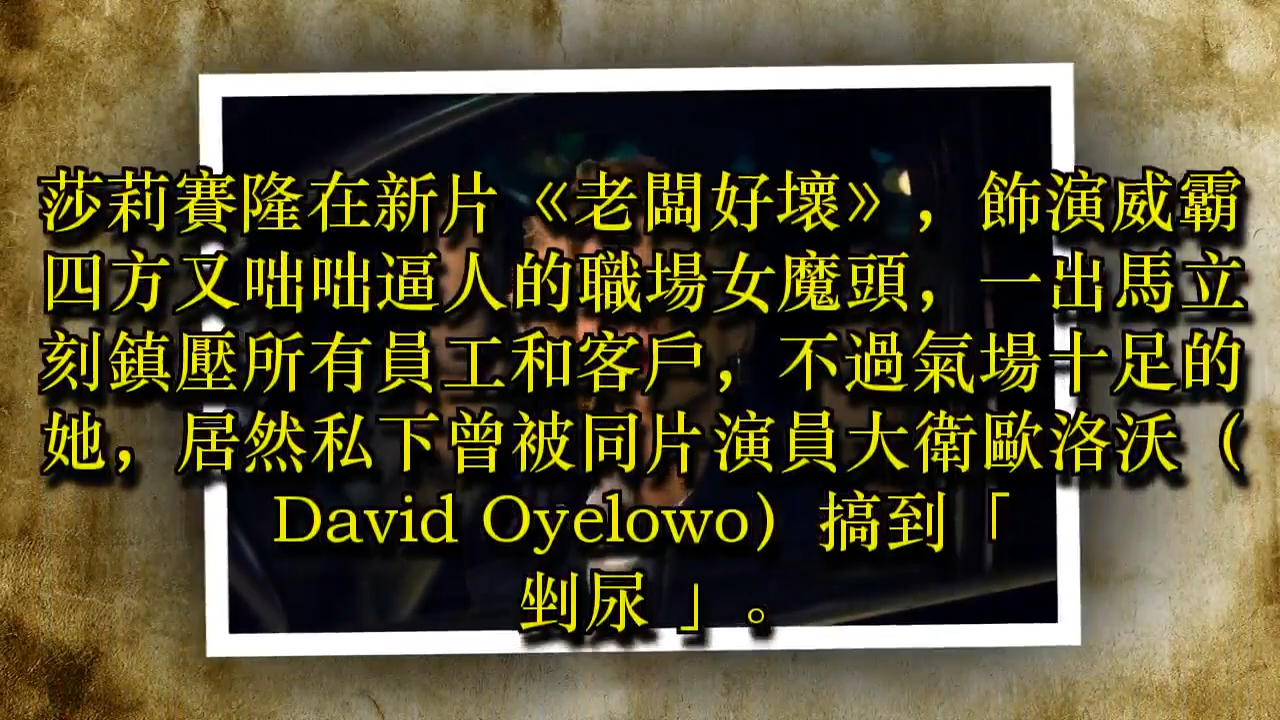 莎莉賽隆在新片《老闆好壞》，飾演威霸
四方又咄咄逼人的職場女魔頭，一出馬立
刻鎮壓所有員工和客戶，不過氣場十足的
她，居然私下曾被同片演員大衛歐洛沃（
David Oyelowo）搞到「
剉尿 」。